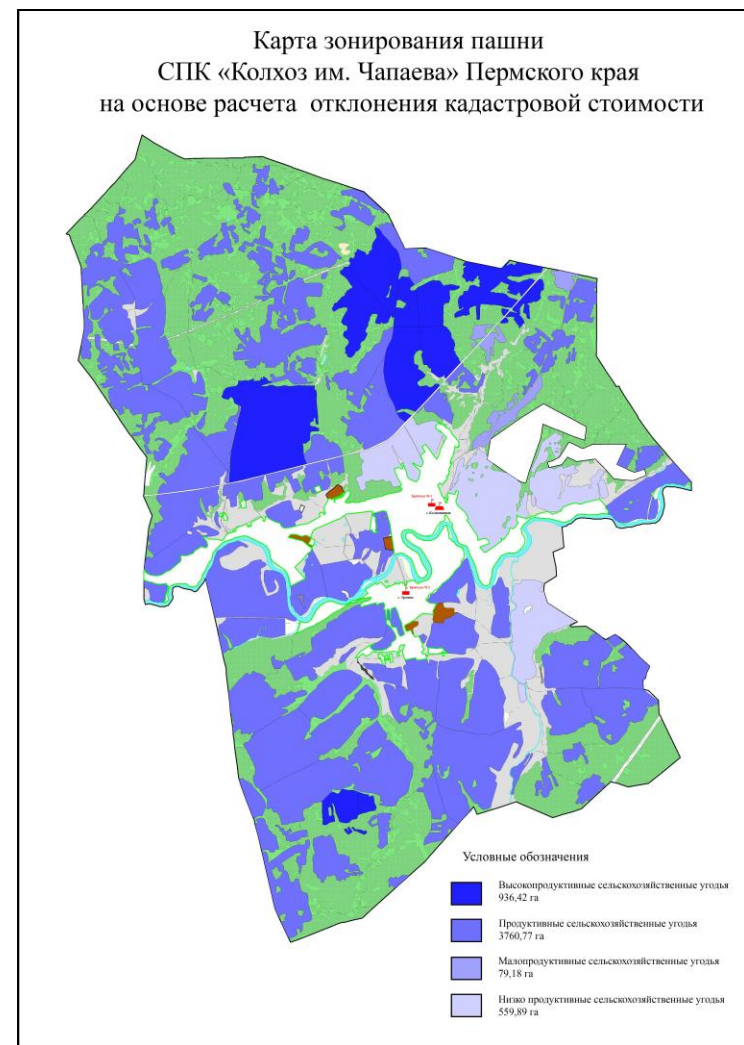 Карта зонирования пашни
СПК «Колхоз им. Чапаева» Пермского края
на основе расчета отклонения кадастровой стоимости
Условные обозначения
Высокопродуктивные сельскохозяйственные угодья
936,42 га
Продуктивные сельскохозяйственные угодья
3760,77 га
Малопродуктивные сельскохозяйственные угодья
79,18 га
Низко продуктивные сельскохозяйственные угодья
559,89 га